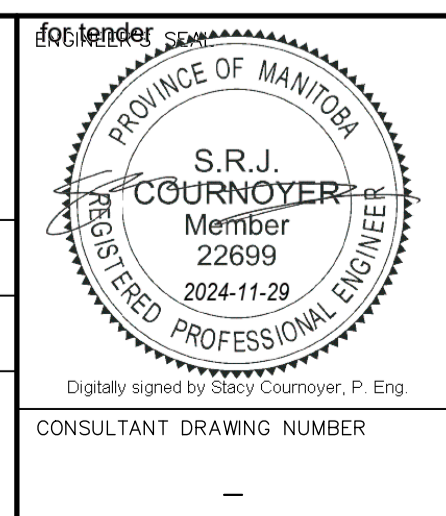 for tender
ENGINEER'S SEAL
PROVINCE OF MANITOBA
S.R.J.
COURNOYER
Member
22699
2024-11-29
REGISTERED PROFESSIONAL ENGINEER
Digitally signed by Stacy Cournoyer, P. Eng.
CONSULTANT DRAWING NUMBER
–